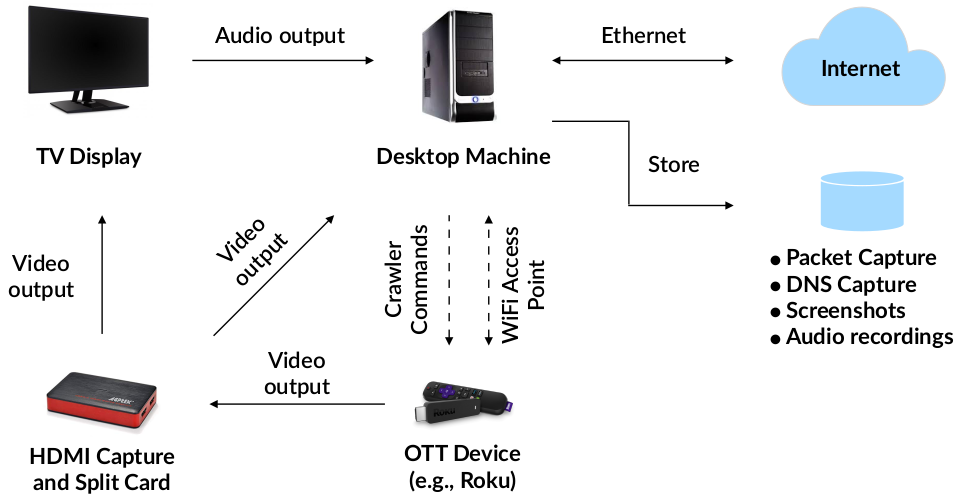 Audio output
Ethernet
Internet
TV Display
Desktop Machine
Store
Video
output
Video
output
Crawler
Commands
WiFi Access
Point
● Packet Capture
● DNS Capture
● Screenshots
● Audio recordings
Video
output
Roku
HDMI Capture
and Split Card
OTT Device
(e.g., Roku)